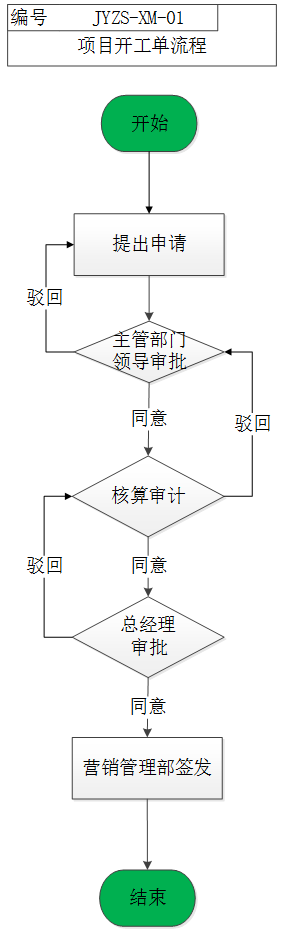 编号 JYZS-XM-01
项目开工单流程
开始
提出申请
驳回
主管部门
领导审批
同意
驳回
核算审计
驳回
同意
总经理
审批
同意
营销管理部签发
结束